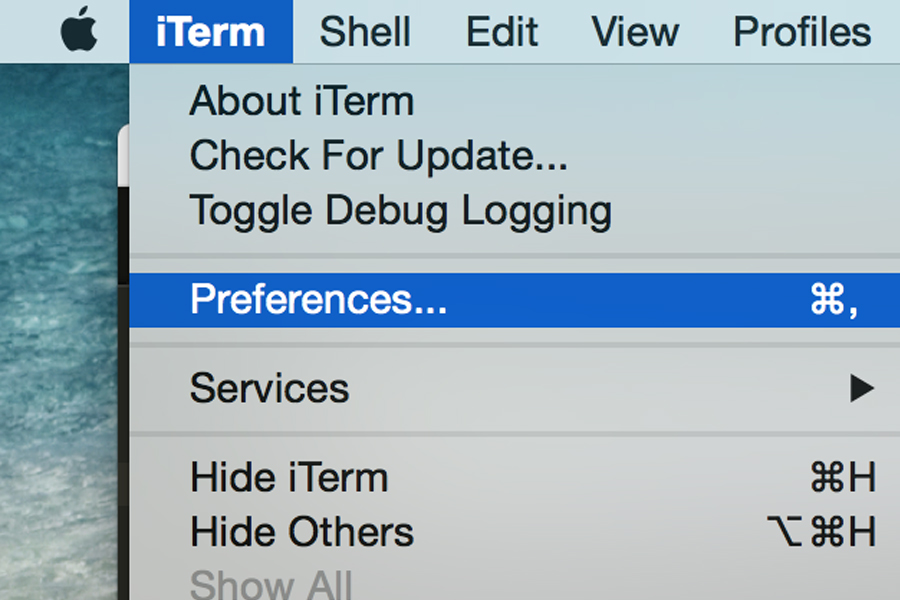 iTerm Shell Edit View Profiles
About iTerm
Check For Update...
Toggle Debug Logging
Preferences... ⌘,
Services ▶
Hide iTerm ⌘H
Hide Others ⌥⌘H
Show All